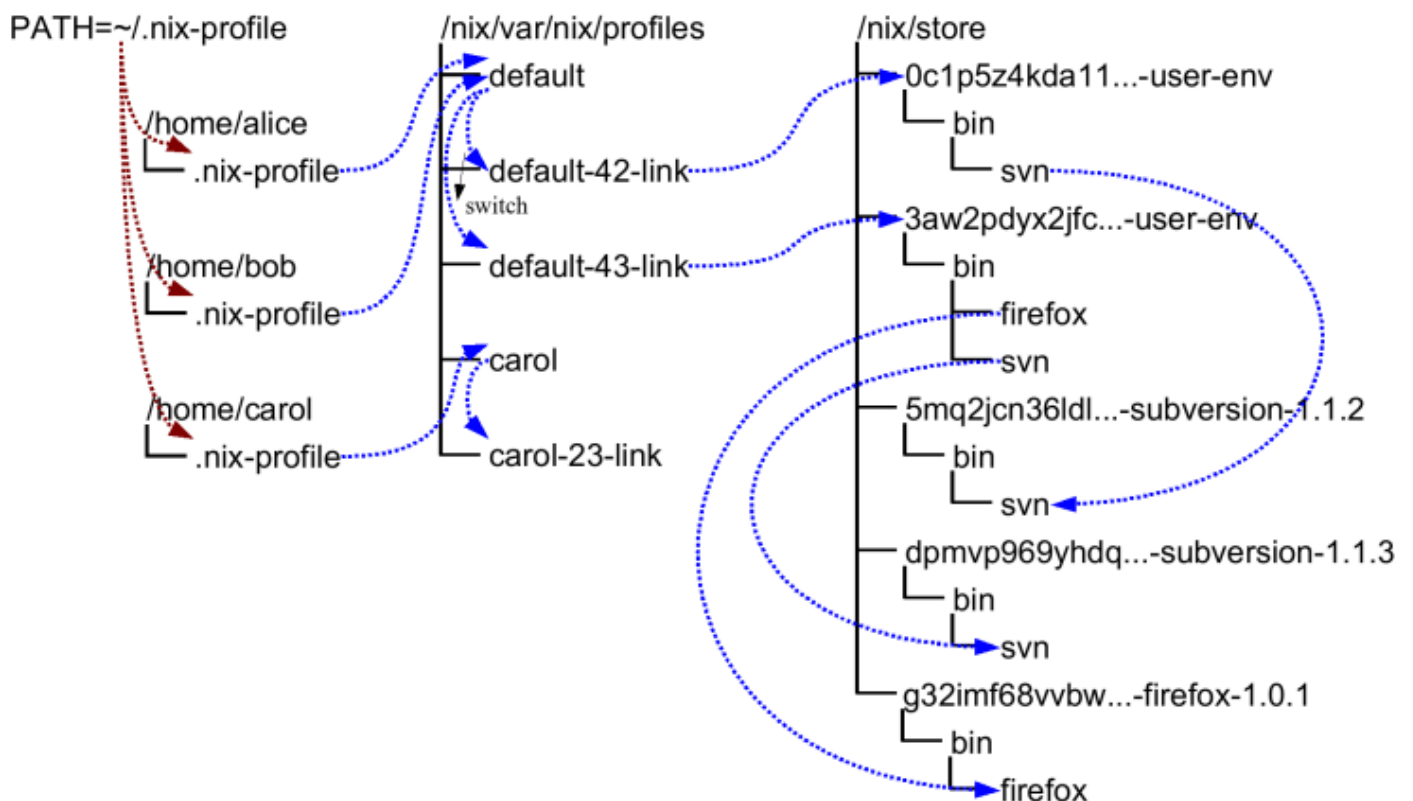 PATH=~/.nix-profile
/home/alice
.nix-profile
/home/bob
.nix-profile
/home/carol
.nix-profile
/nix/var/nix/profiles
default
default-42-link
switch
default-43-link
carol
carol-23-link
/nix/store
0c1p5z4kda11...-user-env
bin
svn
3aw2pdyx2jfc...-user-env
bin
firefox
svn
5mq2jcn36ldl...-subversion-1.1.2
bin
svn
dpmvp969yhdq...-subversion-1.1.3
bin
svn
g32imf68vvbw...-firefox-1.0.1
bin
firefox